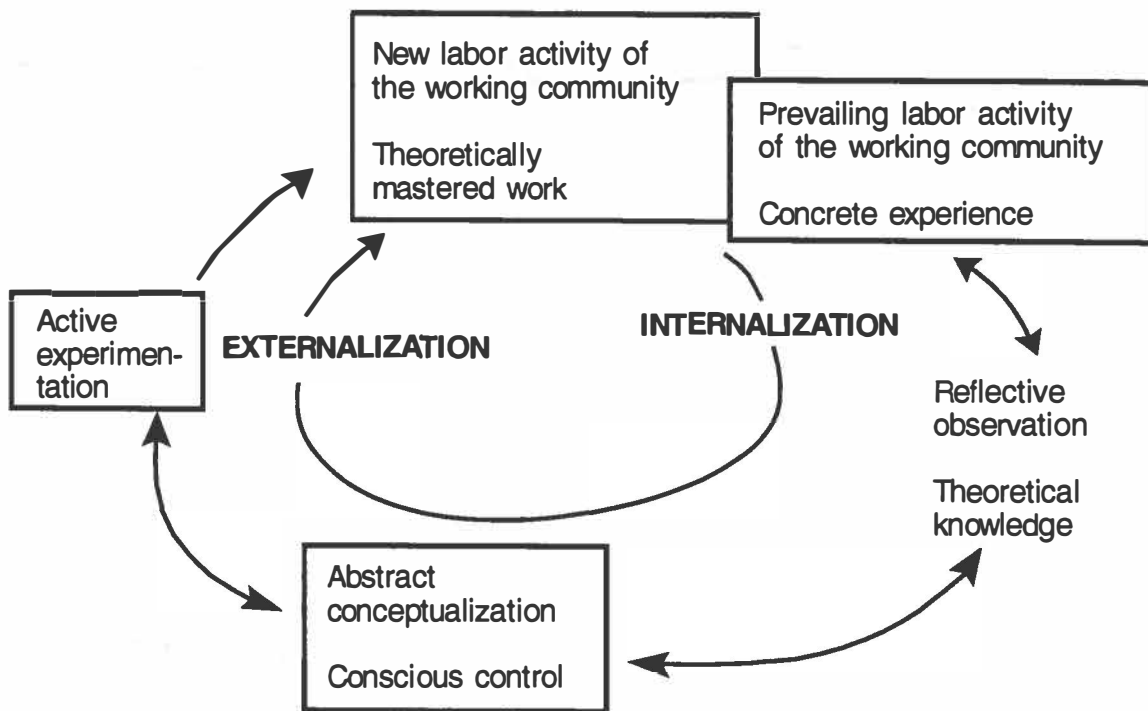 New labor activity of
the working community
Theoretically
mastered work
Prevailing labor activity
of the working community
Concrete experience
Active
experimen-
tation
EXTERNALIZATION
INTERNALIZATION
Reflective
observation
Theoretical
knowledge
Abstract
conceptualization
Conscious control